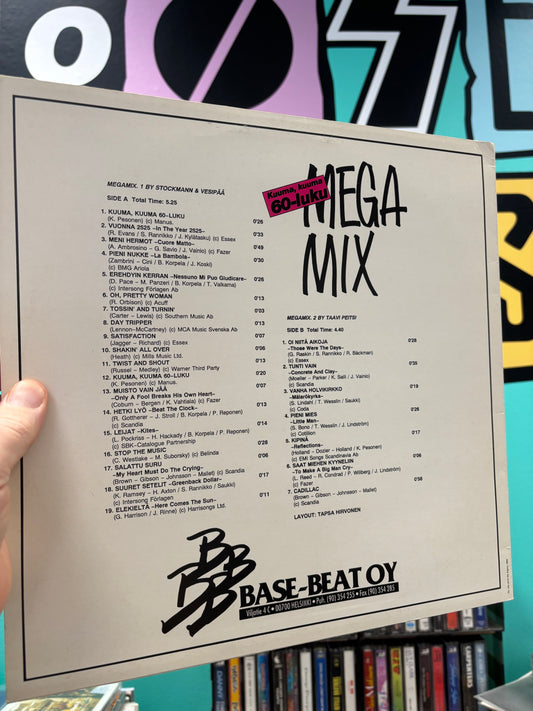 MEGAMIX. 1 BY STOCKMANN & VESIPÄÄ
SIDE A Total Time: 5.25
1. KUUMA, KUUMA 60–LUKU
(K. Pesonen) (c) Manus. 0'26
2. VUONNA 2525 –In The Year 2525–
(R. Evans / S. Rannikko / J. Kylätasku) (c) Essex 0'33
3. MENI HERMOT –Cuore Matto–
(A. Ambrosino – G. Savio / J. Vainio) (c) Fazer 0'49
4. PIENI NUKKE –La Bambola–
(Zambrini – Cini / B. Korpela / J. Koski) 0'30
(c) BMG Ariola
5. EREHDYIN KERRAN –Nessuno Mi Puo Giudicare– 0'26
(D. Pace – M. Panzeri / B. Korpela / T. Valkama)
(c) Intersong Förlagen Ab
6. OH, PRETTY WOMAN 0'13
(R. Orbison) (c) Acuff
7. TOSSIN' AND TURNIN' 0'03
(Carter – Lewis) (c) Southern Music Ab
8. DAY TRIPPER 0'13
(Lennon–McCartney) (c) MCA Music Svenska Ab
9. SATISFACTION 0'07
(Jagger – Richard) (c) Essex
10. SHAKIN' ALL OVER 0'06
(Heath) (c) Mills Music Ltd.
11. TWIST AND SHOUT 0'13
(Russel – Medley) (c) Warner Third Party
12. KUUMA, KUUMA 60–LUKU 0'20
(K. Pesonen) (c) Manus.
13. MUISTO VAIN JÄÄ 0'07
–Only A Fool Breaks His Own Heart–
(Coburn – Bergen / K. Vantiala) (c) Fazer 0'13
14. HETKI LYÖ –Beat The Clock–
(R. Gottherer – J. Stroll / B. Korpela / P. Reponen)
(c) Scandia
15. LEIJAT –Kites–
(L. Pockriss – H. Hackady / B. Korpela / P. Reponen)
(c) SBK–Catalogue Partnership 0'26
16. STOP THE MUSIC
(C. Westlake – M. Suborsky) (c) Belinda 0'06
17. SALATTU SURU
–My Heart Must Do The Crying– 0'17
(Brown – Gibson – Johnsson – Mallet) (c) Scandia
18. SUURET SETELIT –Greenback Dollar–
(K. Ramsey – H. Axton / S. Rannikko / Saukki)
(c) Intersong Förlagen
19. ELEKIELTÄ –Here Comes The Sun– 0'11
(G. Harrison / J. Rinne) (c) Harrisongs Ltd.
Kuuma, kuuma
60-luku
MEGA
MIX
MEGAMIX. 2 BY TAAVI PEITSI
SIDE B Total Time: 4.40
1. OI NIITÄ AIKOJA 0'28
–Those Were The Days–
(G. Raskin / S. Rannikko / R. Bäckman)
(c) Essex
2. TUNTI VAIN 0'35
–Concrete And Clay–
(Moeller – Parkar / K. Salli / J. Vainio)
(c) Scandia
3. VANHA HOLVIKIRKKO 0'19
–Mälarökyrka–
(S. Lindahl / T. Wesslin / Saukki)
(c) Coda 0'26
4. PIENI MIES
–Little Man–
(S. Bono / T. Wesslin / J. Lindström)
(c) Cotillion 0'17
5. KIPINÄ
–Reflections–
(Holland – Dozier – Holland / K. Pesonen)
(c) EMI Songs Scandinavia Ab
6. SAAT MIEHEN KYYNELIIN 0'06
–To Make A Big Man Cry–
(L. Reed – R. Condrad / P. Willberg / J. Lindström)
(c) Fazer
7. CADILLAC 0'58
(Brown – Gibson – Johnsson – Mallet)
(c) Scandia
LAYOUT: TAPSA HIRVONEN
BBBB
BASE-BEAT OY
Viljatie 4 C • 00700 HELSINKI • Puh. (90) 354 255 • Fax (90) 354 285